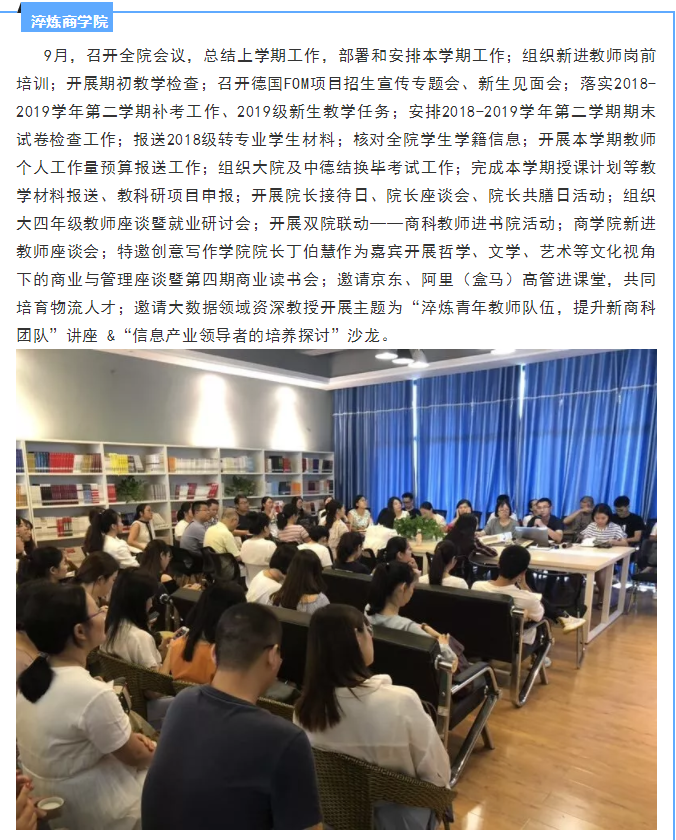 淬炼商学院
9月，召开全院会议，总结上学期工作，部署和安排本学期工作；组织新进教师岗前
培训；开展期初教学检查；召开德国FOM项目招生宣传专题会、新生见面会；落实2018-
2019学年第二学期补考工作、2019级新生教学任务；安排2018-2019学年第二学期期末
试卷检查工作；报送2018级转专业学生材料；核对全院学生学籍信息；开展本学期教师
个人工作量预算报送工作；组织大院及中德结换毕考试工作；完成本学期授课计划等教
学材料报送、教科研项目申报；开展院长接待日、院长座谈会、院长共膳日活动；组织
大四年级教师座谈暨就业研讨会；开展双院联动——商科教师进书院活动；商学院新进
教师座谈会；特邀创意写作学院院长丁伯慧作为嘉宾开展哲学、文学、艺术等文化视角
下的商业与管理座谈暨第四期商业读书会；邀请京东、阿里（盒马）高管进课堂，共同
培育物流人才；邀请大数据领域资深教授开展主题为“淬炼青年教师队伍，提升新商科
团队”讲座 &“信息产业领导者的培养探讨”沙龙。